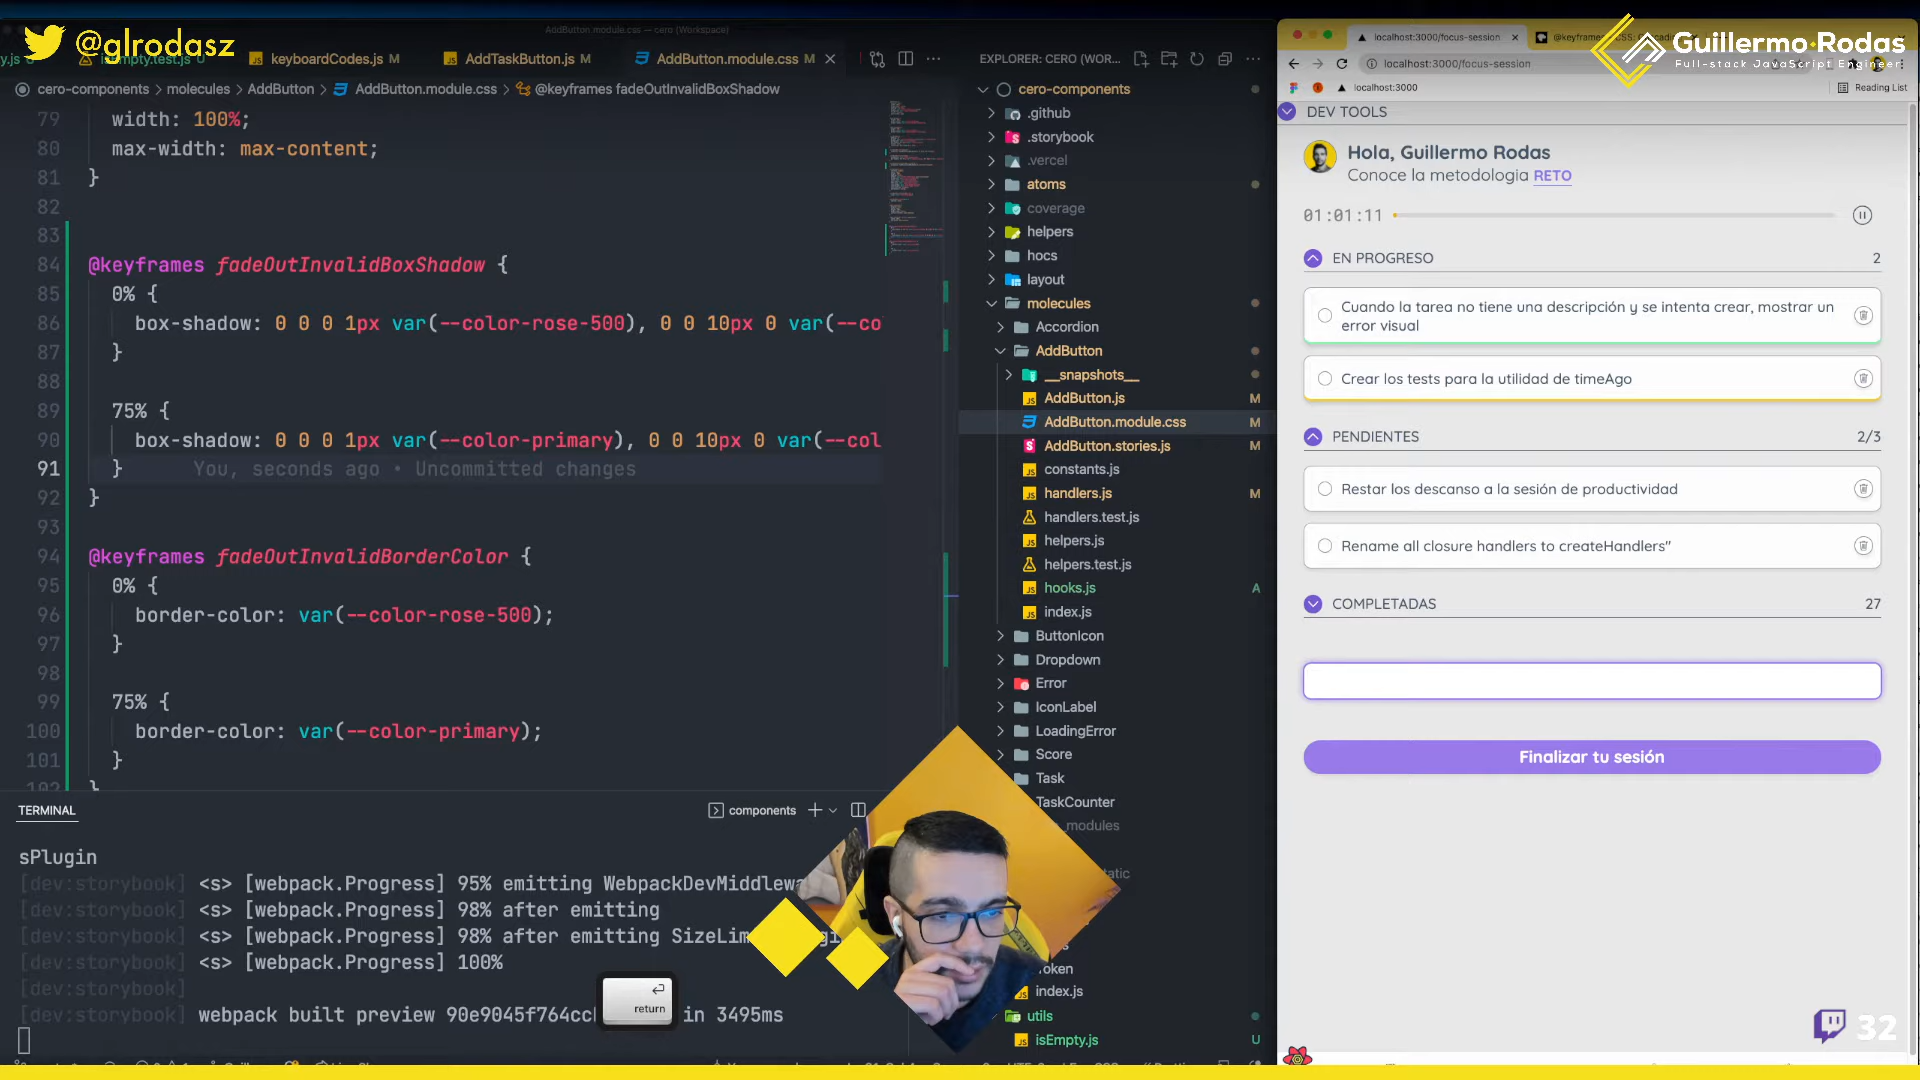 @glrodasz
AddButton.module.css — cero (Workspace)
keyboardCodes.js M
AddTaskButton.js M
AddButton.module.css M
cero-components > molecules > AddButton > AddButton.module.css > @keyframes fadeOutInvalidBoxShadow
79 width: 100%;
80 max-width: max-content;
81 }
82
83
84 @keyframes fadeOutInvalidBoxShadow {
85 0% {
86 box-shadow: 0 0 0 1px var(--color-rose-500), 0 0 10px 0 var(--co
87 }
88
89 75% {
90 box-shadow: 0 0 0 1px var(--color-primary), 0 0 10px 0 var(--col
91 } You, seconds ago • Uncommitted changes
92 }
93
94 @keyframes fadeOutInvalidBorderColor {
95 0% {
96 border-color: var(--color-rose-500);
97 }
98
99 75% {
100 border-color: var(--color-primary);
101 }
102 }
TERMINAL
components
sPlugin
[dev:storybook] <s> [webpack.Progress] 95% emitting WebpackDevMiddlewa
[dev:storybook] <s> [webpack.Progress] 98% after emitting
[dev:storybook] <s> [webpack.Progress] 98% after emitting SizeLim
[dev:storybook] <s> [webpack.Progress] 100%
[dev:storybook]
[dev:storybook] webpack built preview 90e9045f764cc in 3495ms
return
EXPLORER: CERO (WOR...
cero-components
.github
.storybook
.vercel
atoms
coverage
helpers
hocs
layout
molecules
Accordion
AddButton
__snapshots__
AddButton.js M
AddButton.module.css M
AddButton.stories.js M
constants.js
handlers.js M
handlers.test.js
helpers.js
helpers.test.js
hooks.js A
index.js
ButtonIcon
Dropdown
Error
IconLabel
LoadingError
Score
Task
TaskCounter
_modules
index.js
utils
isEmpty.js U
localhost:3000/focus-session
localhost:3000/focus-session
localhost:3000
Reading List
Guillermo Rodas
Full-stack JavaScript Engineer
DEV TOOLS
Hola, Guillermo Rodas
Conoce la metodologia RETO
01:01:11
EN PROGRESO 2
Cuando la tarea no tiene una descripción y se intenta crear, mostrar un
error visual
Crear los tests para la utilidad de timeAgo
PENDIENTES 2/3
Restar los descanso a la sesión de productividad
Rename all closure handlers to createHandlers"
COMPLETADAS 27
Finalizar tu sesión
32